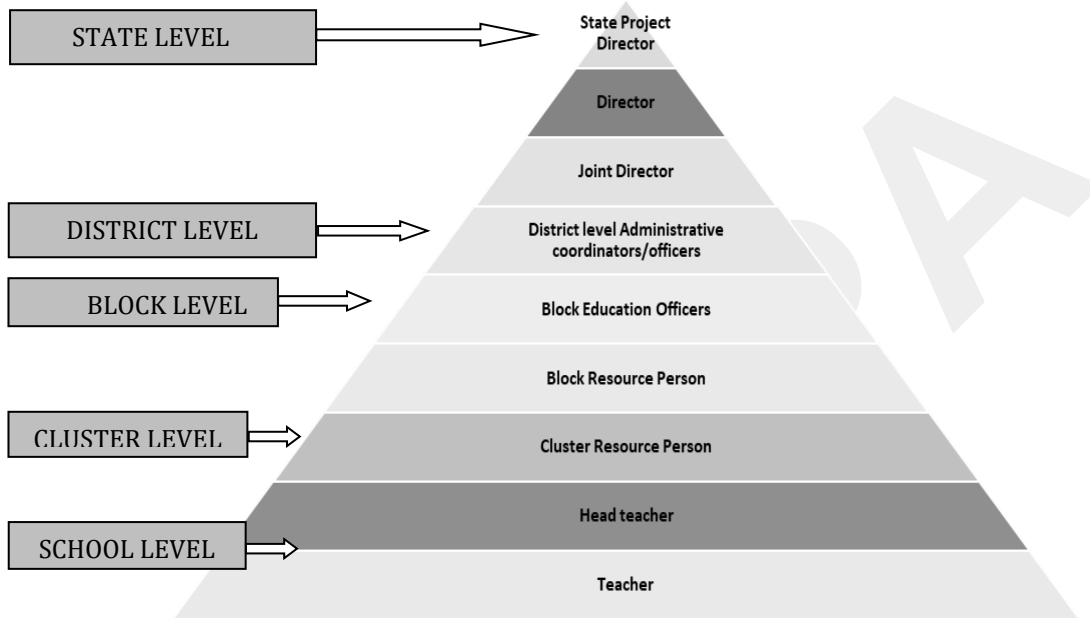 STATE LEVEL
State Project
Director
Director
Joint Director
DISTRICT LEVEL
District level Administrative
coordinators/officers
BLOCK LEVEL
Block Education Officers
Block Resource Person
CLUSTER LEVEL
Cluster Resource Person
Head teacher
SCHOOL LEVEL
Teacher